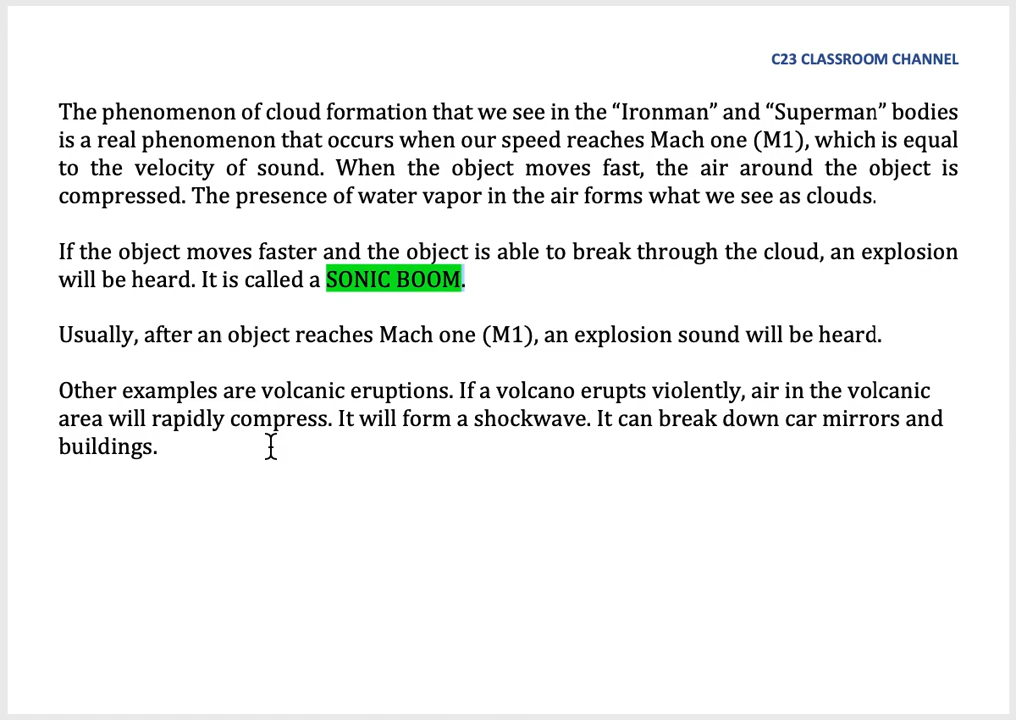 C23 CLASSROOM CHANNEL
The phenomenon of cloud formation that we see in the “Ironman” and “Superman” bodies
is a real phenomenon that occurs when our speed reaches Mach one (M1), which is equal
to the velocity of sound. When the object moves fast, the air around the object is
compressed. The presence of water vapor in the air forms what we see as clouds.
If the object moves faster and the object is able to break through the cloud, an explosion
will be heard. It is called a SONIC BOOM.
Usually, after an object reaches Mach one (M1), an explosion sound will be heard.
Other examples are volcanic eruptions. If a volcano erupts violently, air in the volcanic
area will rapidly compress. It will form a shockwave. It can break down car mirrors and
buildings.